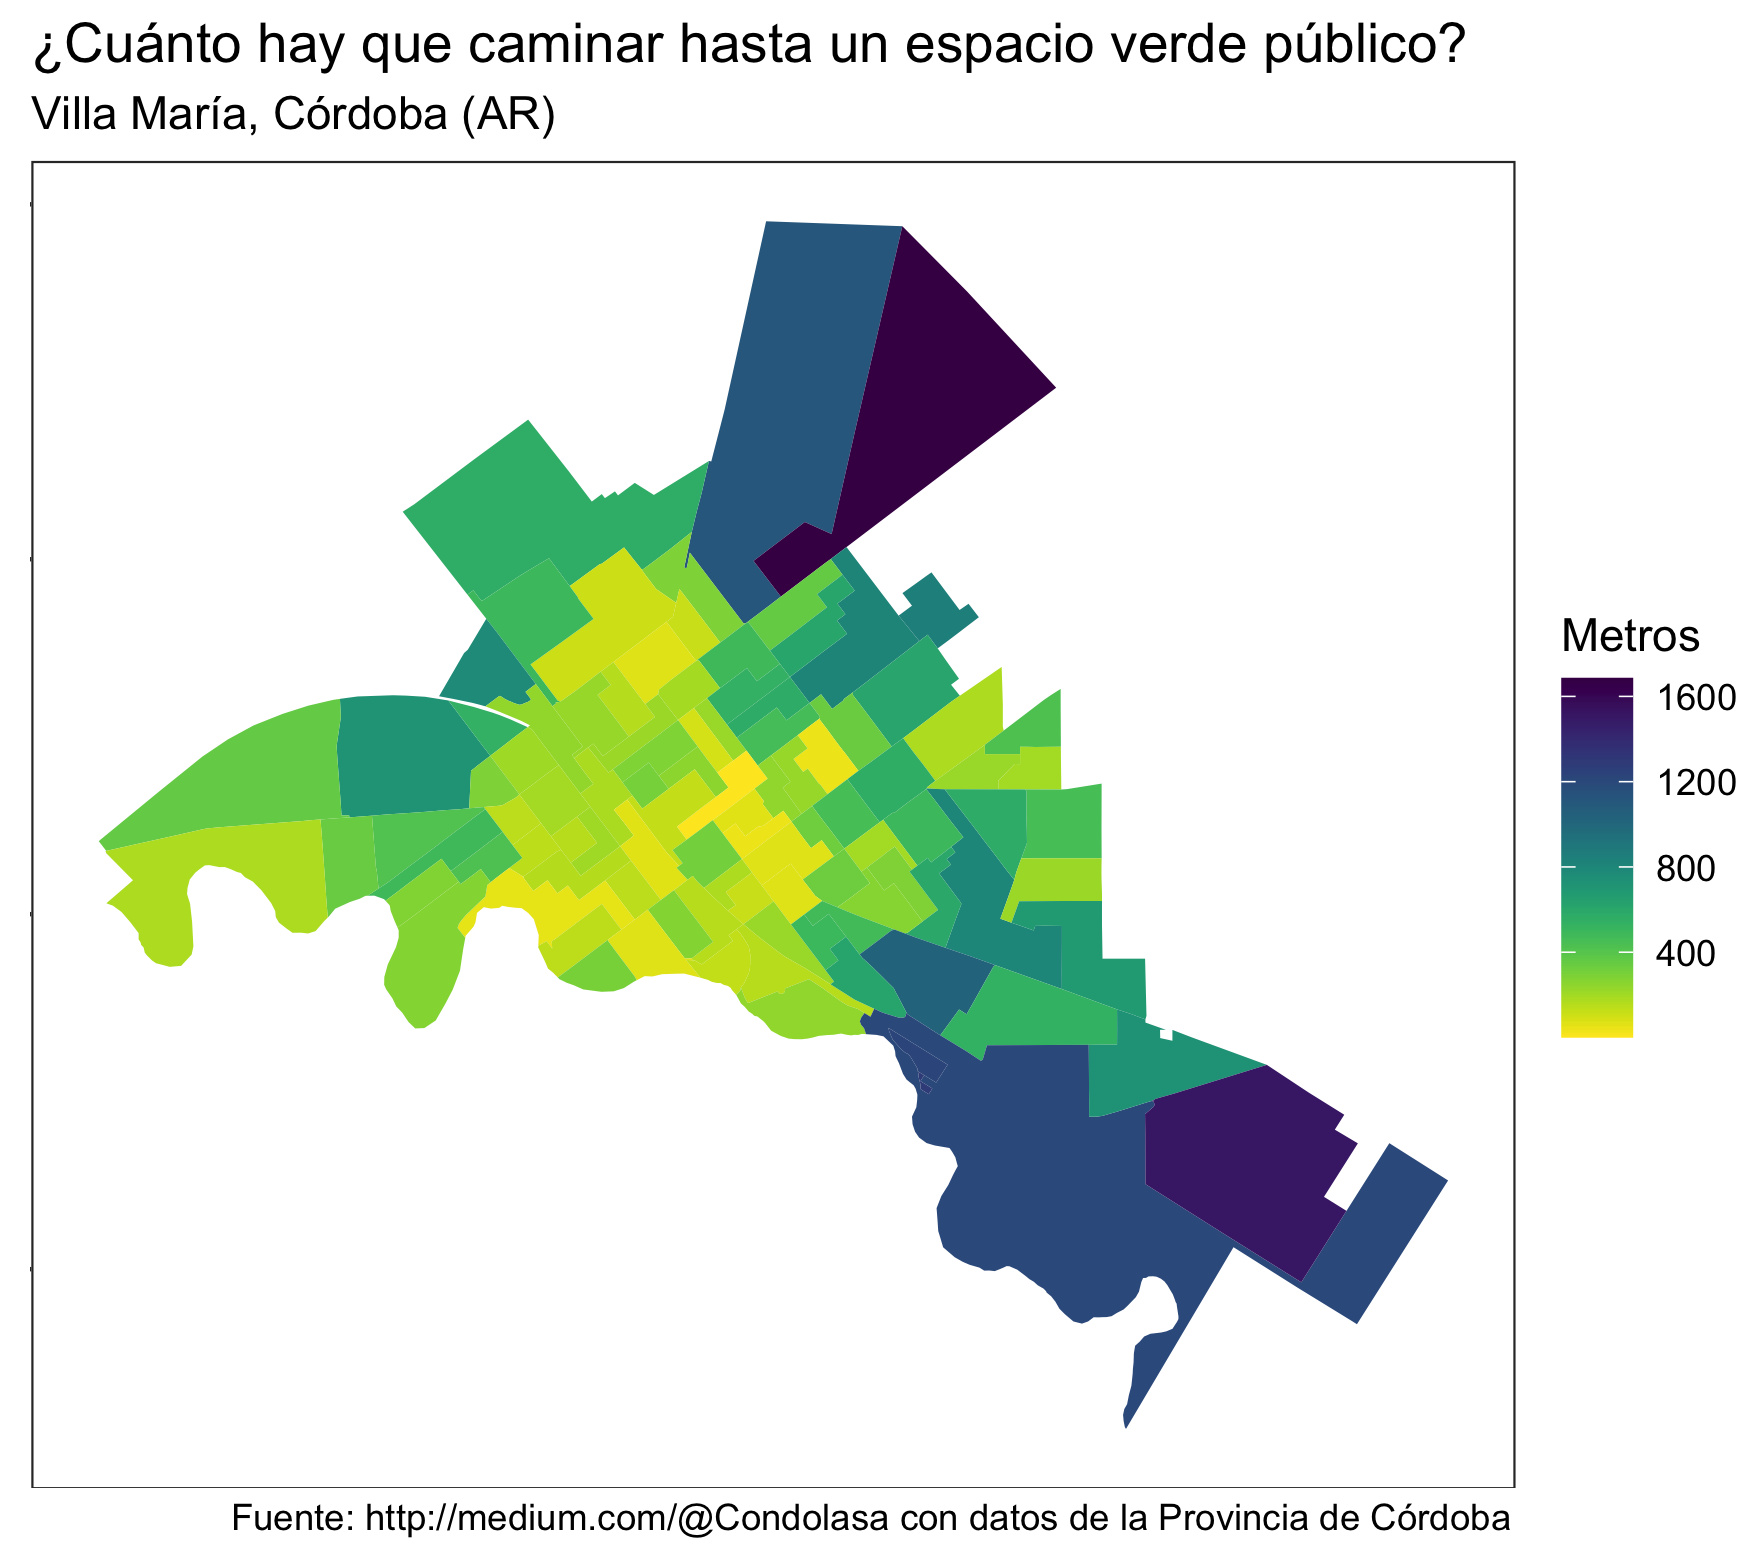 ¿Cuánto hay que caminar hasta un espacio verde público?
Villa María, Córdoba (AR)
Metros
1600
1200
800
400
Fuente: http://medium.com/@Condolasa con datos de la Provincia de Córdoba